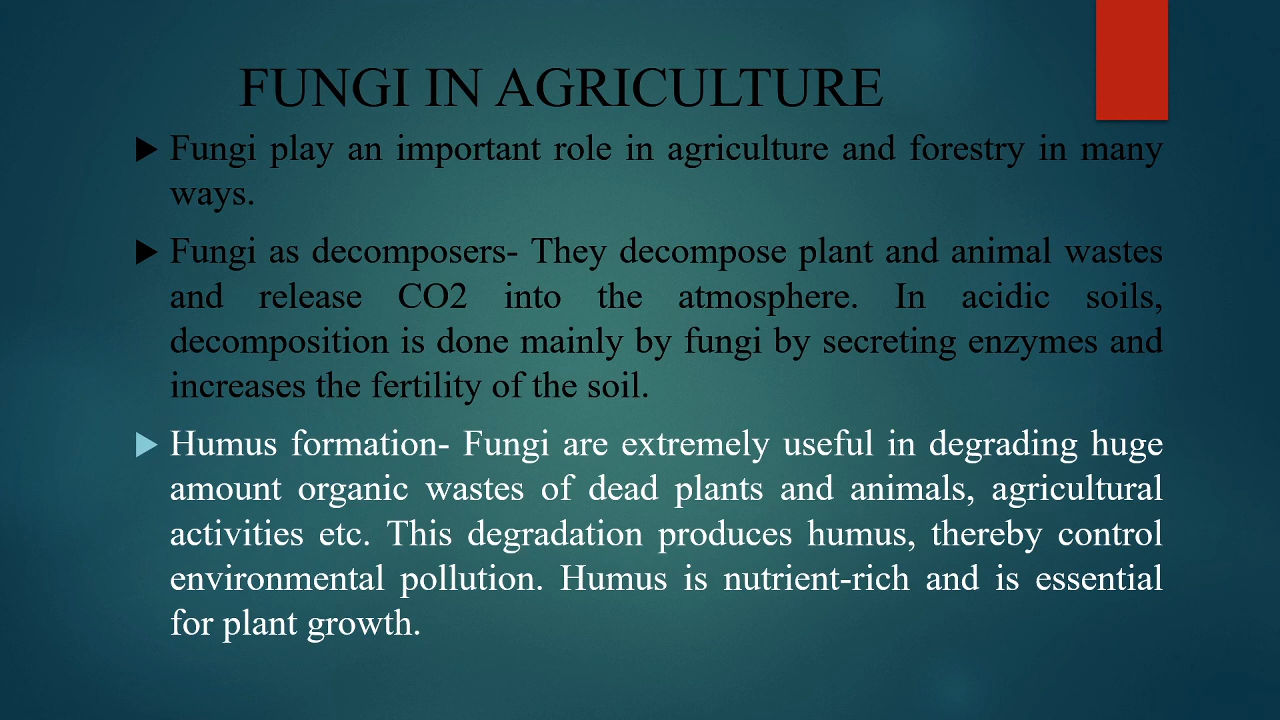 FUNGI IN AGRICULTURE
Fungi play an important role in agriculture and forestry in many
ways.
Fungi as decomposers- They decompose plant and animal wastes
and release CO2 into the atmosphere. In acidic soils,
decomposition is done mainly by fungi by secreting enzymes and
increases the fertility of the soil.
Humus formation- Fungi are extremely useful in degrading huge
amount organic wastes of dead plants and animals, agricultural
activities etc. This degradation produces humus, thereby control
environmental pollution. Humus is nutrient-rich and is essential
for plant growth.